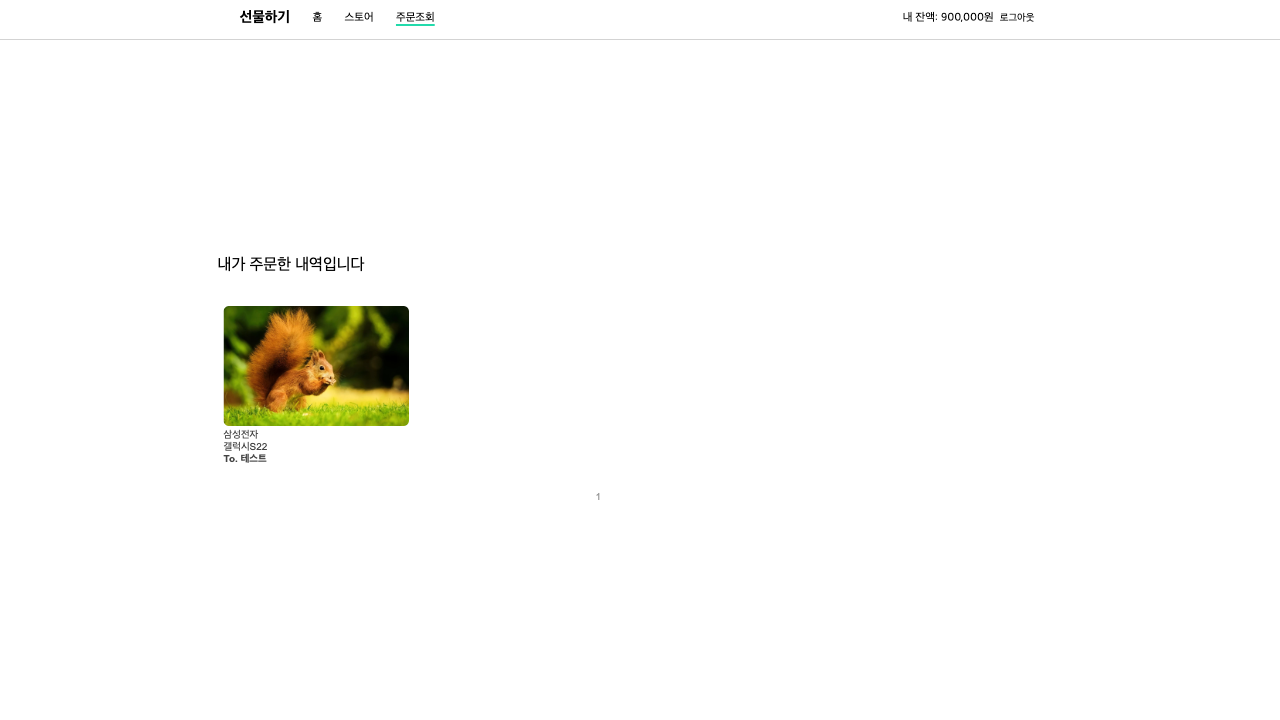 선물하기 홈 스토어 주문조회 내 잔액: 900,000원 로그아웃
내가 주문한 내역입니다
삼성전자
갤럭시S22
To. 테스트
1